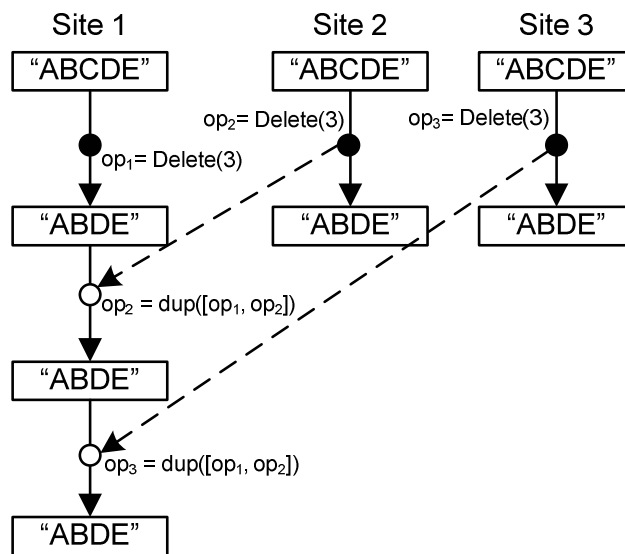 Site 1 Site 2 Site 3
“ABCDE” “ABCDE” “ABCDE”
op₂= Delete(3) op₃= Delete(3)
op₁= Delete(3)
“ABDE” “ABDE” “ABDE”
op₂ = dup([op₁, op₂])
“ABDE”
op₃ = dup([op₁, op₂])
“ABDE”